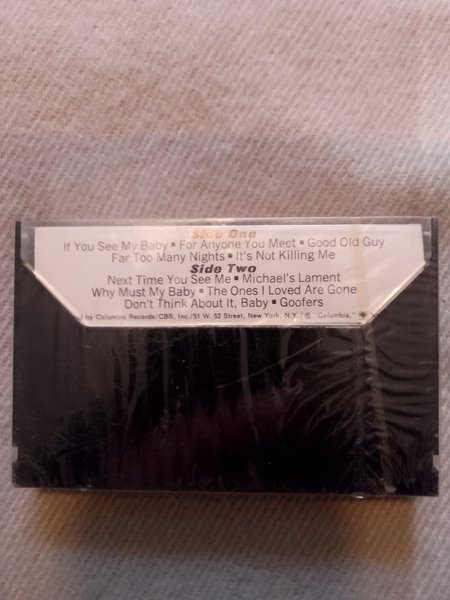 Side One
If You See My Baby ▪ For Anyone You Meet ▪ Good Old Guy
Far Too Many Nights ▪ It's Not Killing Me
Side Two
Next Time You See Me ▪ Michael's Lament
Why Must My Baby ▪ The Ones I Loved Are Gone
Don't Think About It, Baby ▪ Goofers
by Columbia Records/CBS, Inc./51 W. 52 Street, New York, N.Y./® "Columbia,"